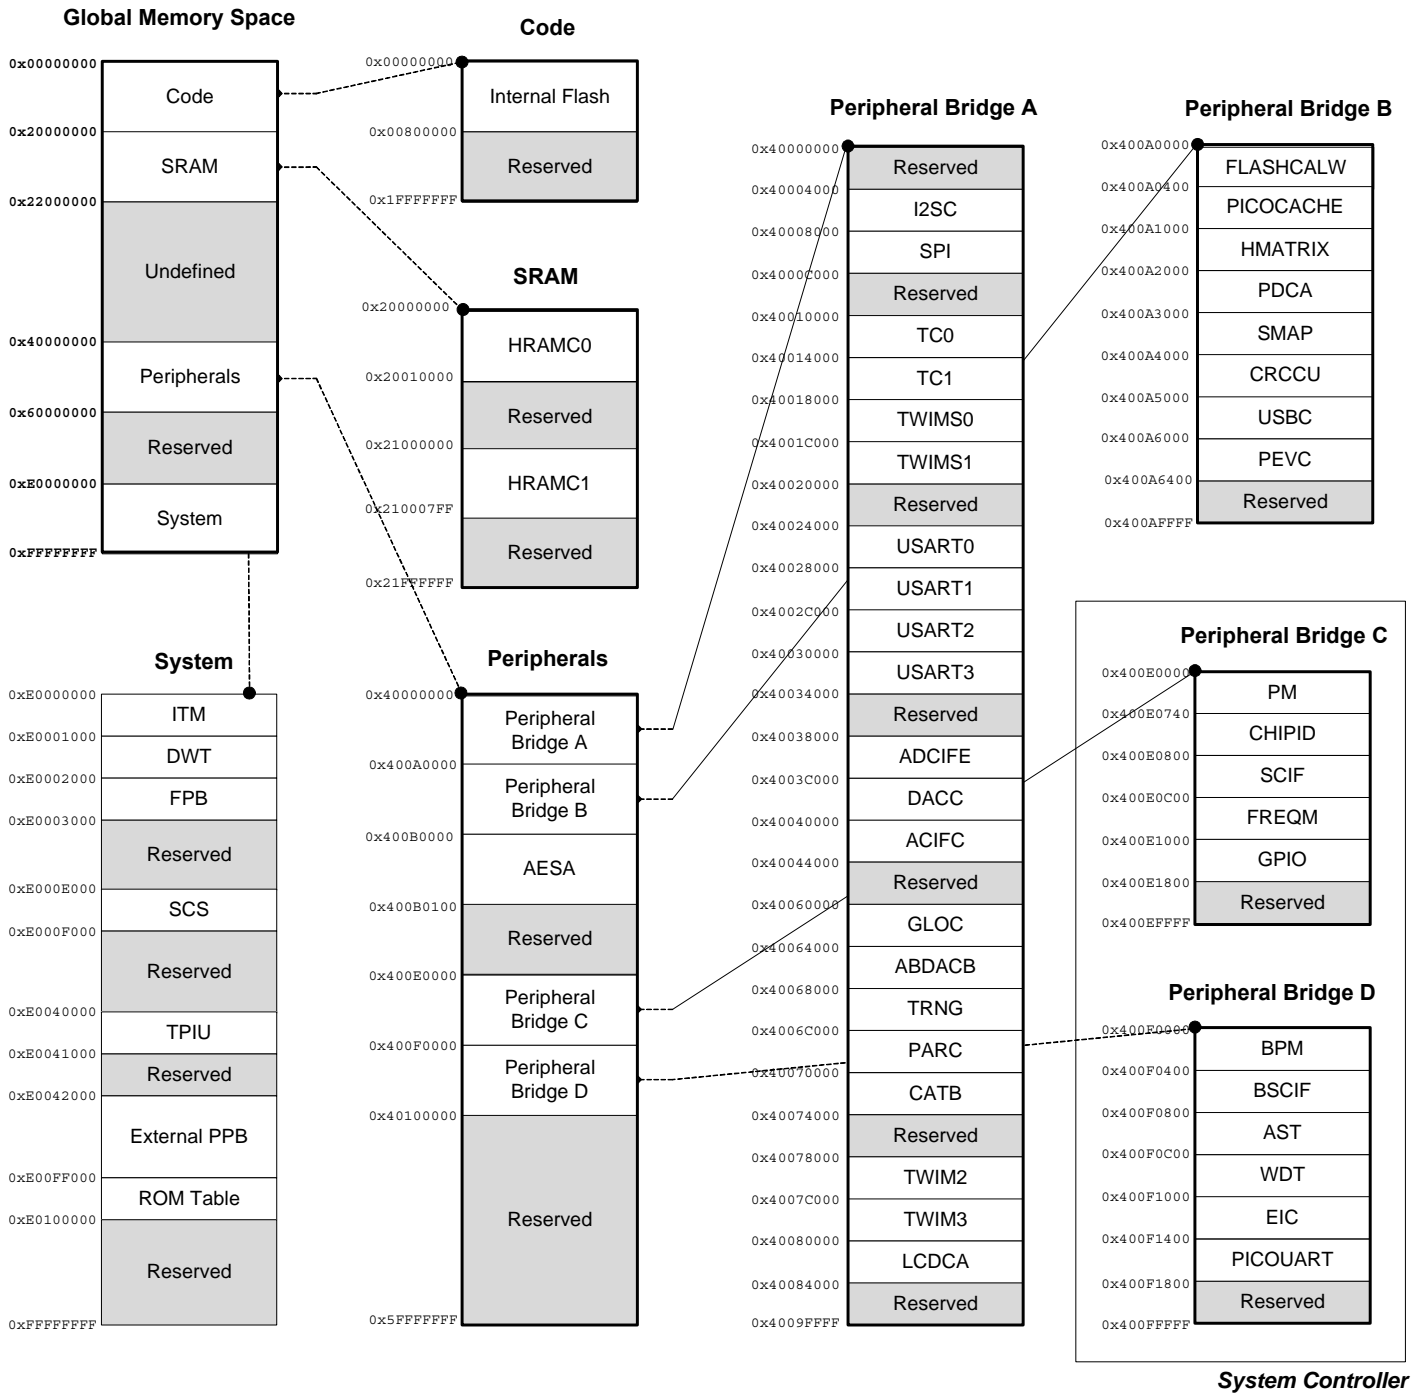 Global Memory Space
0x00000000
Code
0x20000000
SRAM
0x22000000
Undefined
0x40000000
Peripherals
0x60000000
Reserved
0xE0000000
System
0xFFFFFFFF
Code
0x00000000
Internal Flash
0x00800000
Reserved
0x1FFFFFFF
SRAM
0x20000000
HRAMC0
0x20010000
Reserved
0x21000000
HRAMC1
0x210007FF
Reserved
0x21FFFFFF
System
0xE0000000
ITM
0xE0001000
DWT
0xE0002000
FPB
0xE0003000
Reserved
0xE000E000
SCS
0xE000F000
Reserved
0xE0040000
TPIU
0xE0041000
Reserved
0xE0042000
External PPB
0xE00FF000
ROM Table
0xE0100000
Reserved
0xFFFFFFFF
Peripherals
0x40000000
Peripheral
Bridge A
0x400A0000
Peripheral
Bridge B
0x400B0000
AESA
0x400B0100
Reserved
0x400E0000
Peripheral
Bridge C
0x400F0000
Peripheral
Bridge D
0x40100000
Reserved
0x5FFFFFFF
Peripheral Bridge A
0x40000000
Reserved
0x40004000
I2SC
0x40008000
SPI
0x4000C000
Reserved
0x40010000
TC0
0x40014000
TC1
0x40018000
TWIMS0
0x4001C000
TWIMS1
0x40020000
Reserved
0x40024000
USART0
0x40028000
USART1
0x4002C000
USART2
0x40030000
USART3
0x40034000
Reserved
0x40038000
ADCIFE
0x4003C000
DACC
0x40040000
ACIFC
0x40044000
Reserved
0x40060000
GLOC
0x40064000
ABDACB
0x40068000
TRNG
0x4006C000
PARC
0x40070000
CATB
0x40074000
Reserved
0x40078000
TWIM2
0x4007C000
TWIM3
0x40080000
LCDCA
0x40084000
Reserved
0x4009FFFF
Peripheral Bridge B
0x400A0000
FLASHCALW
0x400A0400
PICOCACHE
0x400A1000
HMATRIX
0x400A2000
PDCA
0x400A3000
SMAP
0x400A4000
CRCCU
0x400A5000
USBC
0x400A6000
PEVC
0x400A6400
Reserved
0x400AFFFF
Peripheral Bridge C
0x400E0000
PM
0x400E0740
CHIPID
0x400E0800
SCIF
0x400E0C00
FREQM
0x400E1000
GPIO
0x400E1800
Reserved
0x400EFFFF
Peripheral Bridge D
0x400F0000
BPM
0x400F0400
BSCIF
0x400F0800
AST
0x400F0C00
WDT
0x400F1000
EIC
0x400F1400
PICOUART
0x400F1800
Reserved
0x400FFFFF
System Controller